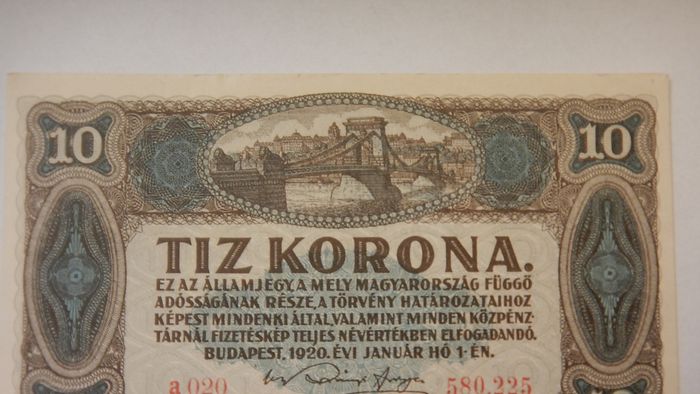 10 10
TIZ KORONA.
EZ AZ ÁLLAMJEGY, A MELY MAGYARORSZÁG FÜGGŐ
ADÓSSÁGÁNAK RÉSZE, A TÖRVÉNY HATÁROZATAIHOZ
KÉPEST MINDENKI ÁLTAL, VALAMINT MINDEN KÖZPÉNZ-
TÁRNÁL FIZETÉSKÉP TELJES NÉVÉRTÉKBEN ELFOGADANDÓ.
BUDAPEST, 1920. ÉVI JANUÁR HÓ 1-ÉN.
a 020 580,225